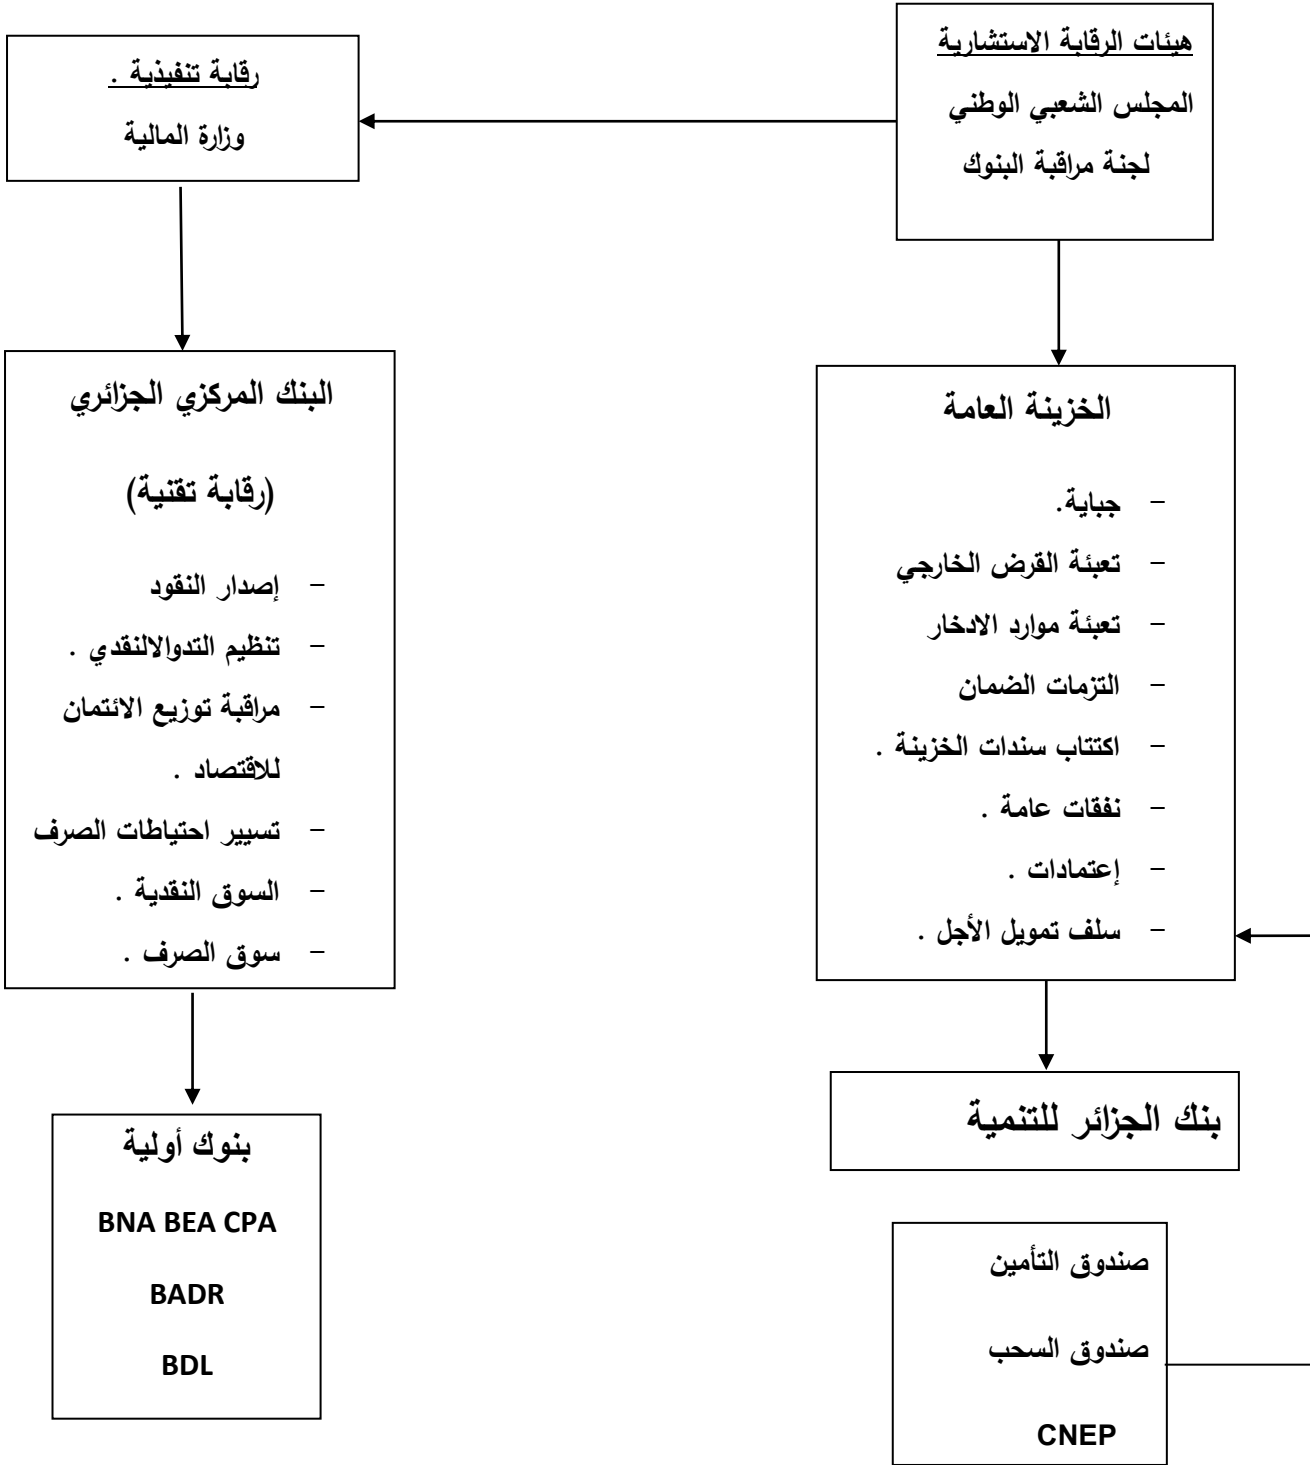 هيئات الرقابة الاستشارية
المجلس الشعبي الوطني
لجنة مراقبة البنوك
رقابة تنفيذية .
وزارة المالية
الخزينة العامة
- جباية.
- تعبئة القرض الخارجي
- تعبئة موارد الادخار
- التزمات الضمان
- اكتتاب سندات الخزينة .
- نفقات عامة .
- إعتمادات .
- سلف تمويل الأجل .
البنك المركزي الجزائري
(رقابة تقنية)
- إصدار النقود
- تنظيم التدوالالنقدي .
- مراقبة توزيع الائتمان
للاقتصاد .
- تسيير احتياطات الصرف
- السوق النقدية .
- سوق الصرف .
بنك الجزائر للتنمية
بنوك أولية
BNA BEA CPA
BADR
BDL
صندوق التأمين
صندوق السحب
CNEP